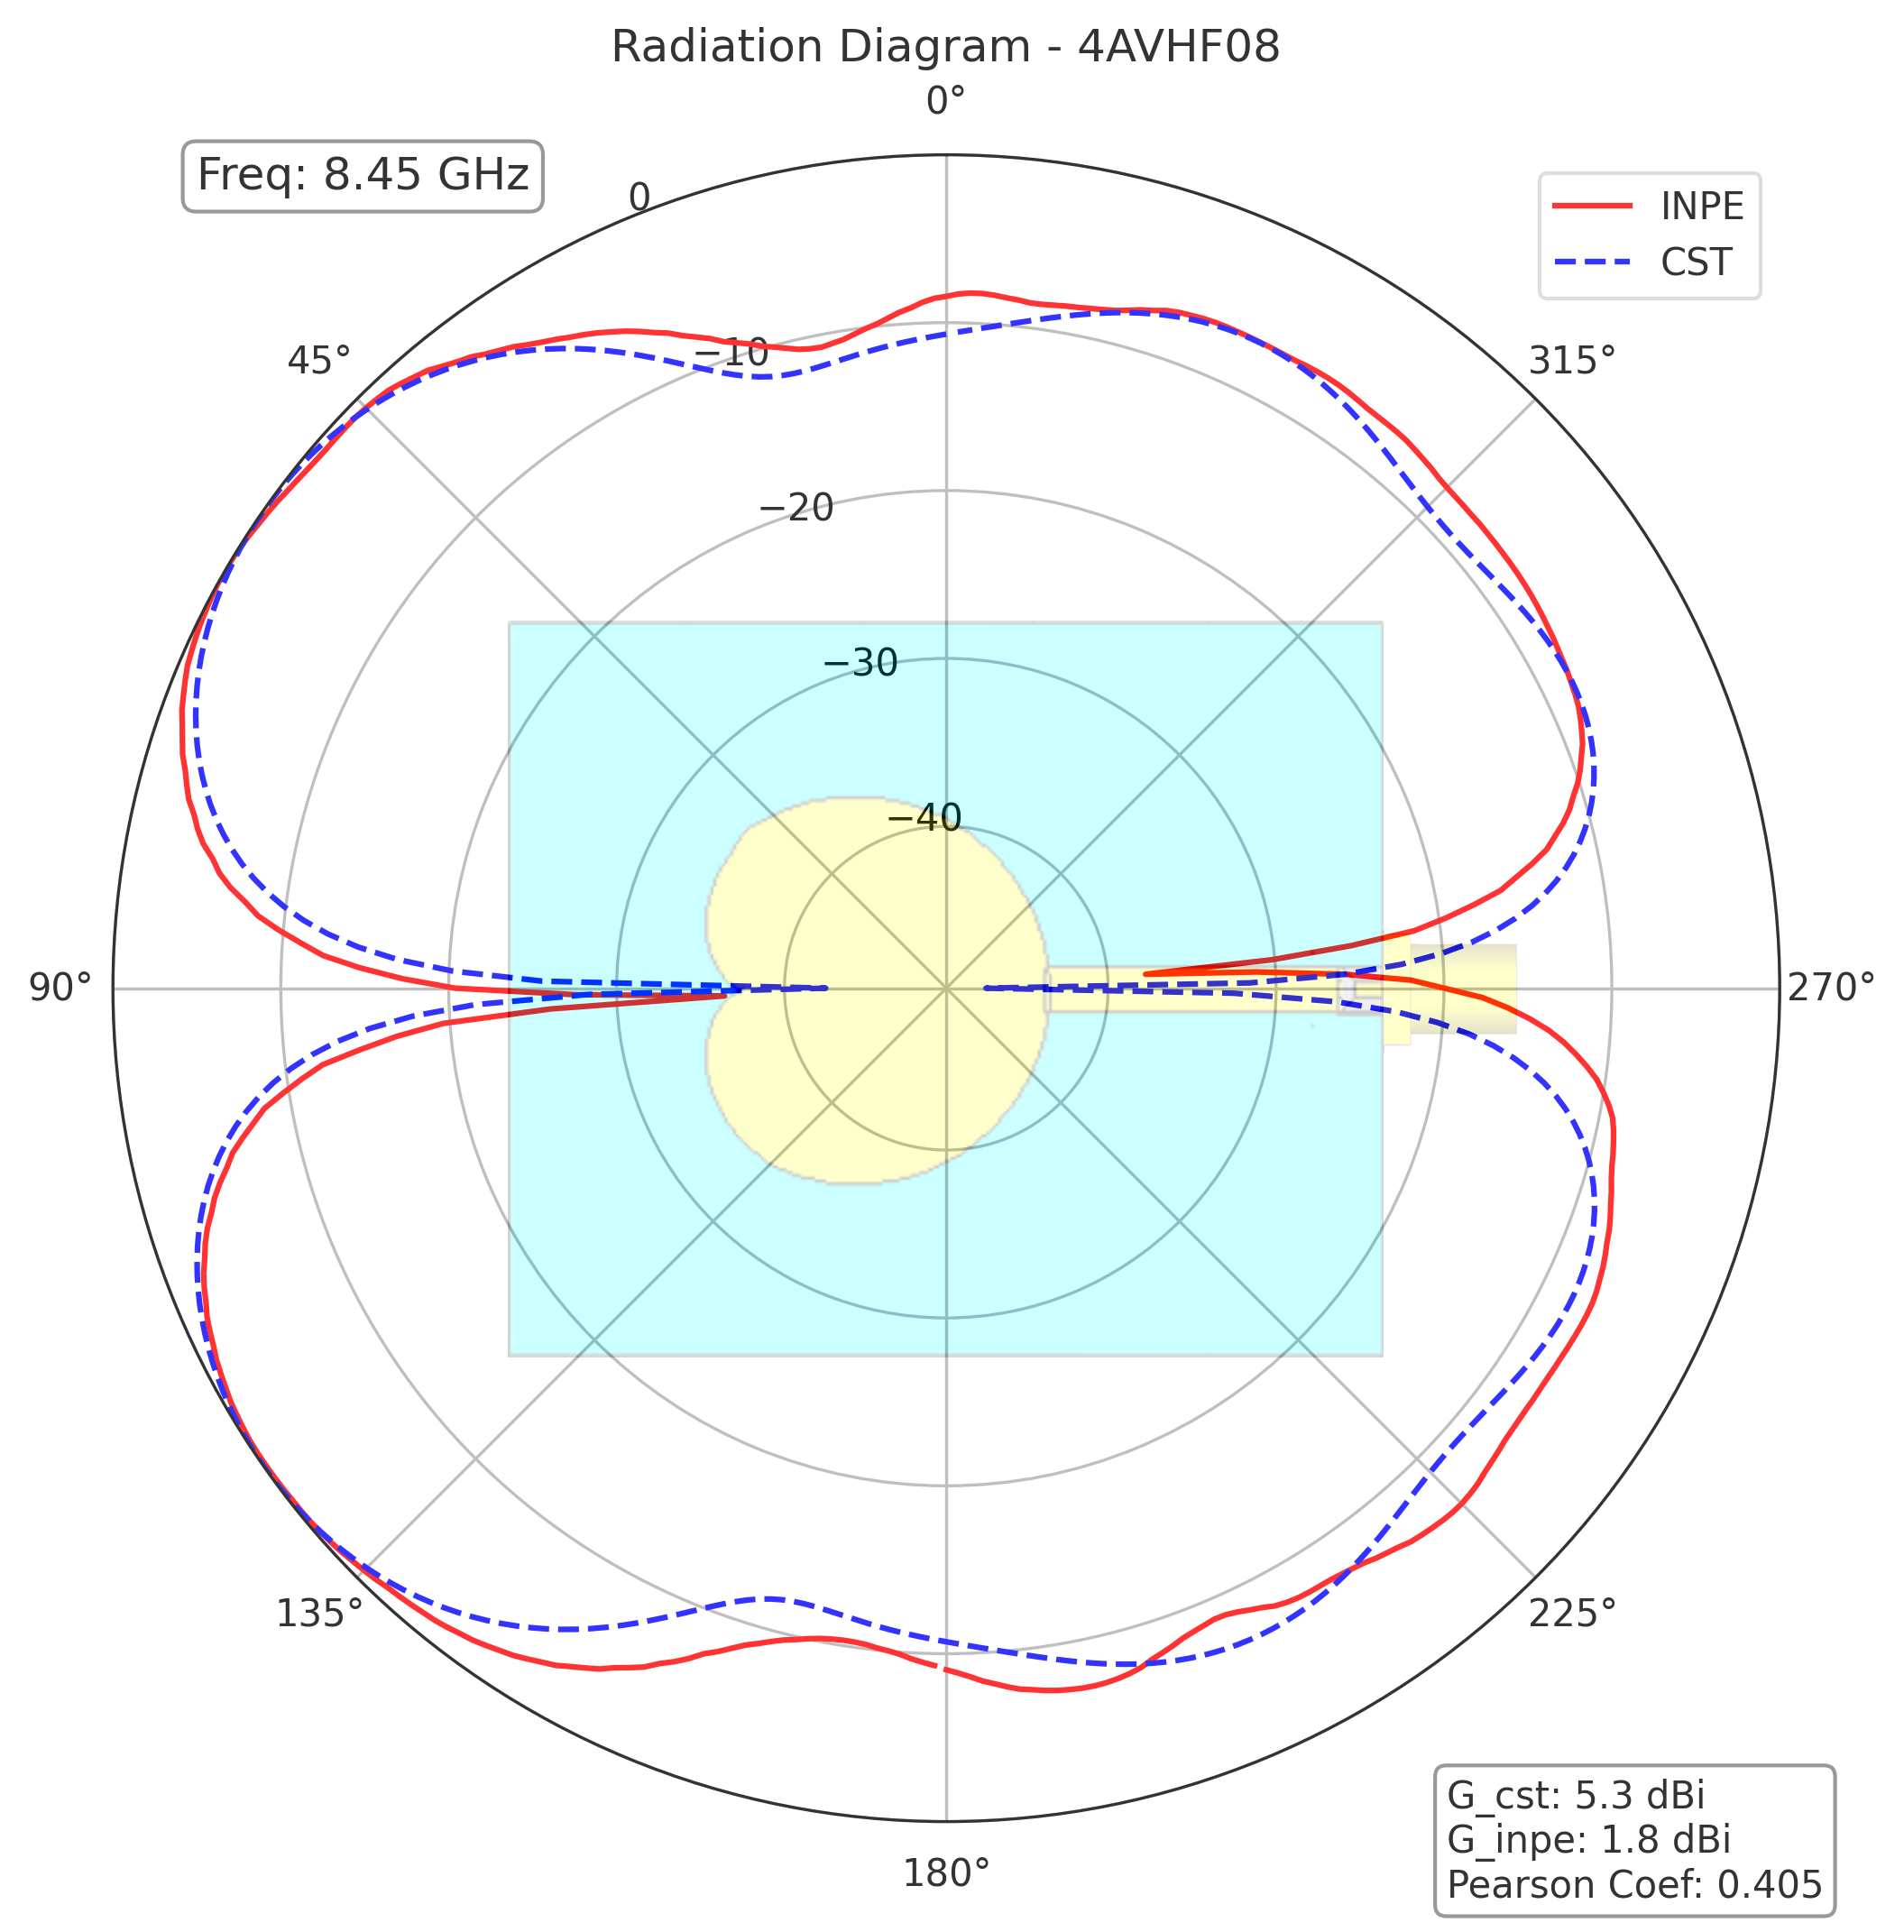 Radiation Diagram - 4AVHF08
0°
Freq: 8.45 GHz
0
INPE
CST
45°
−10
315°
−20
−30
−40
90°
270°
135°
225°
180°
G_cst: 5.3 dBi
G_inpe: 1.8 dBi
Pearson Coef: 0.405